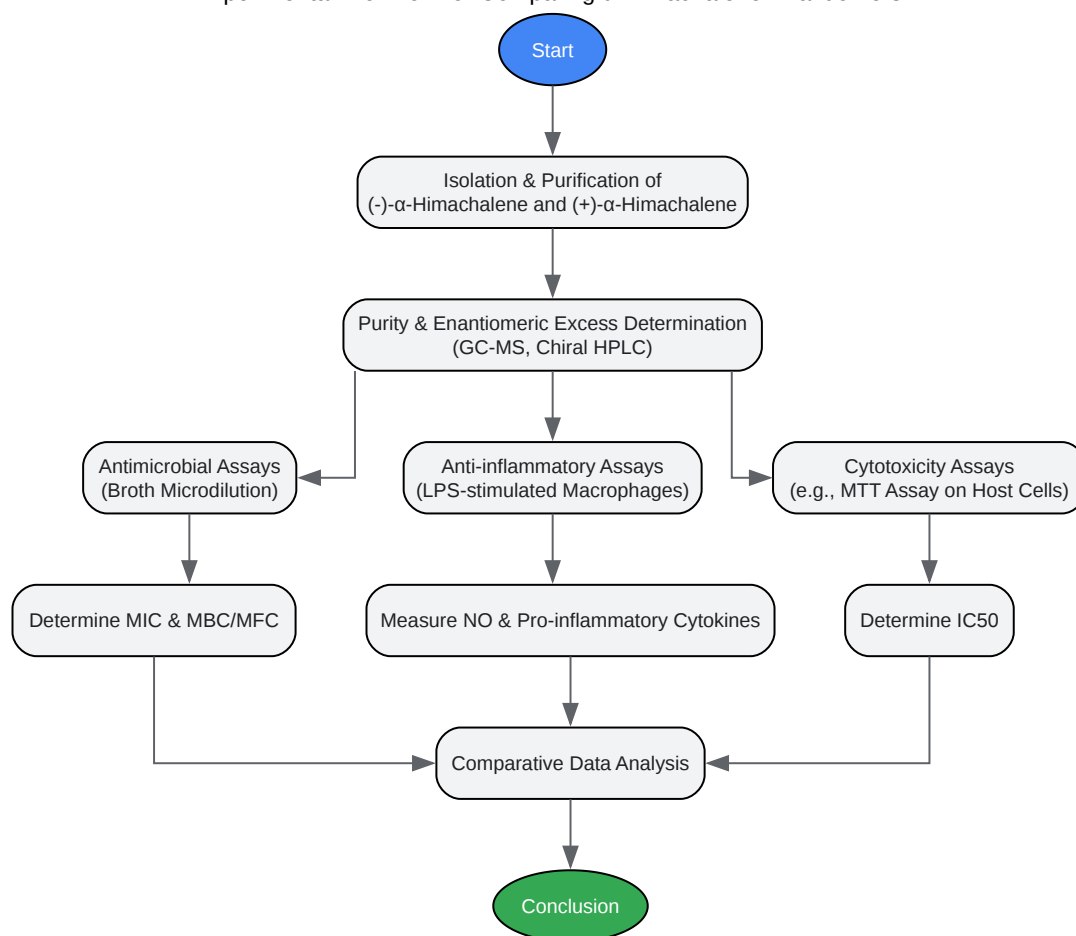 Start
Isolation & Purification of
(-)-α-Himachalene and (+)-α-Himachalene
Purity & Enantiomeric Excess Determination
(GC-MS, Chiral HPLC)
Antimicrobial Assays
(Broth Microdilution)
Anti-inflammatory Assays
(LPS-stimulated Macrophages)
Cytotoxicity Assays
(e.g., MTT Assay on Host Cells)
Determine MIC & MBC/MFC
Measure NO & Pro-inflammatory Cytokines
Determine IC50
Comparative Data Analysis
Conclusion